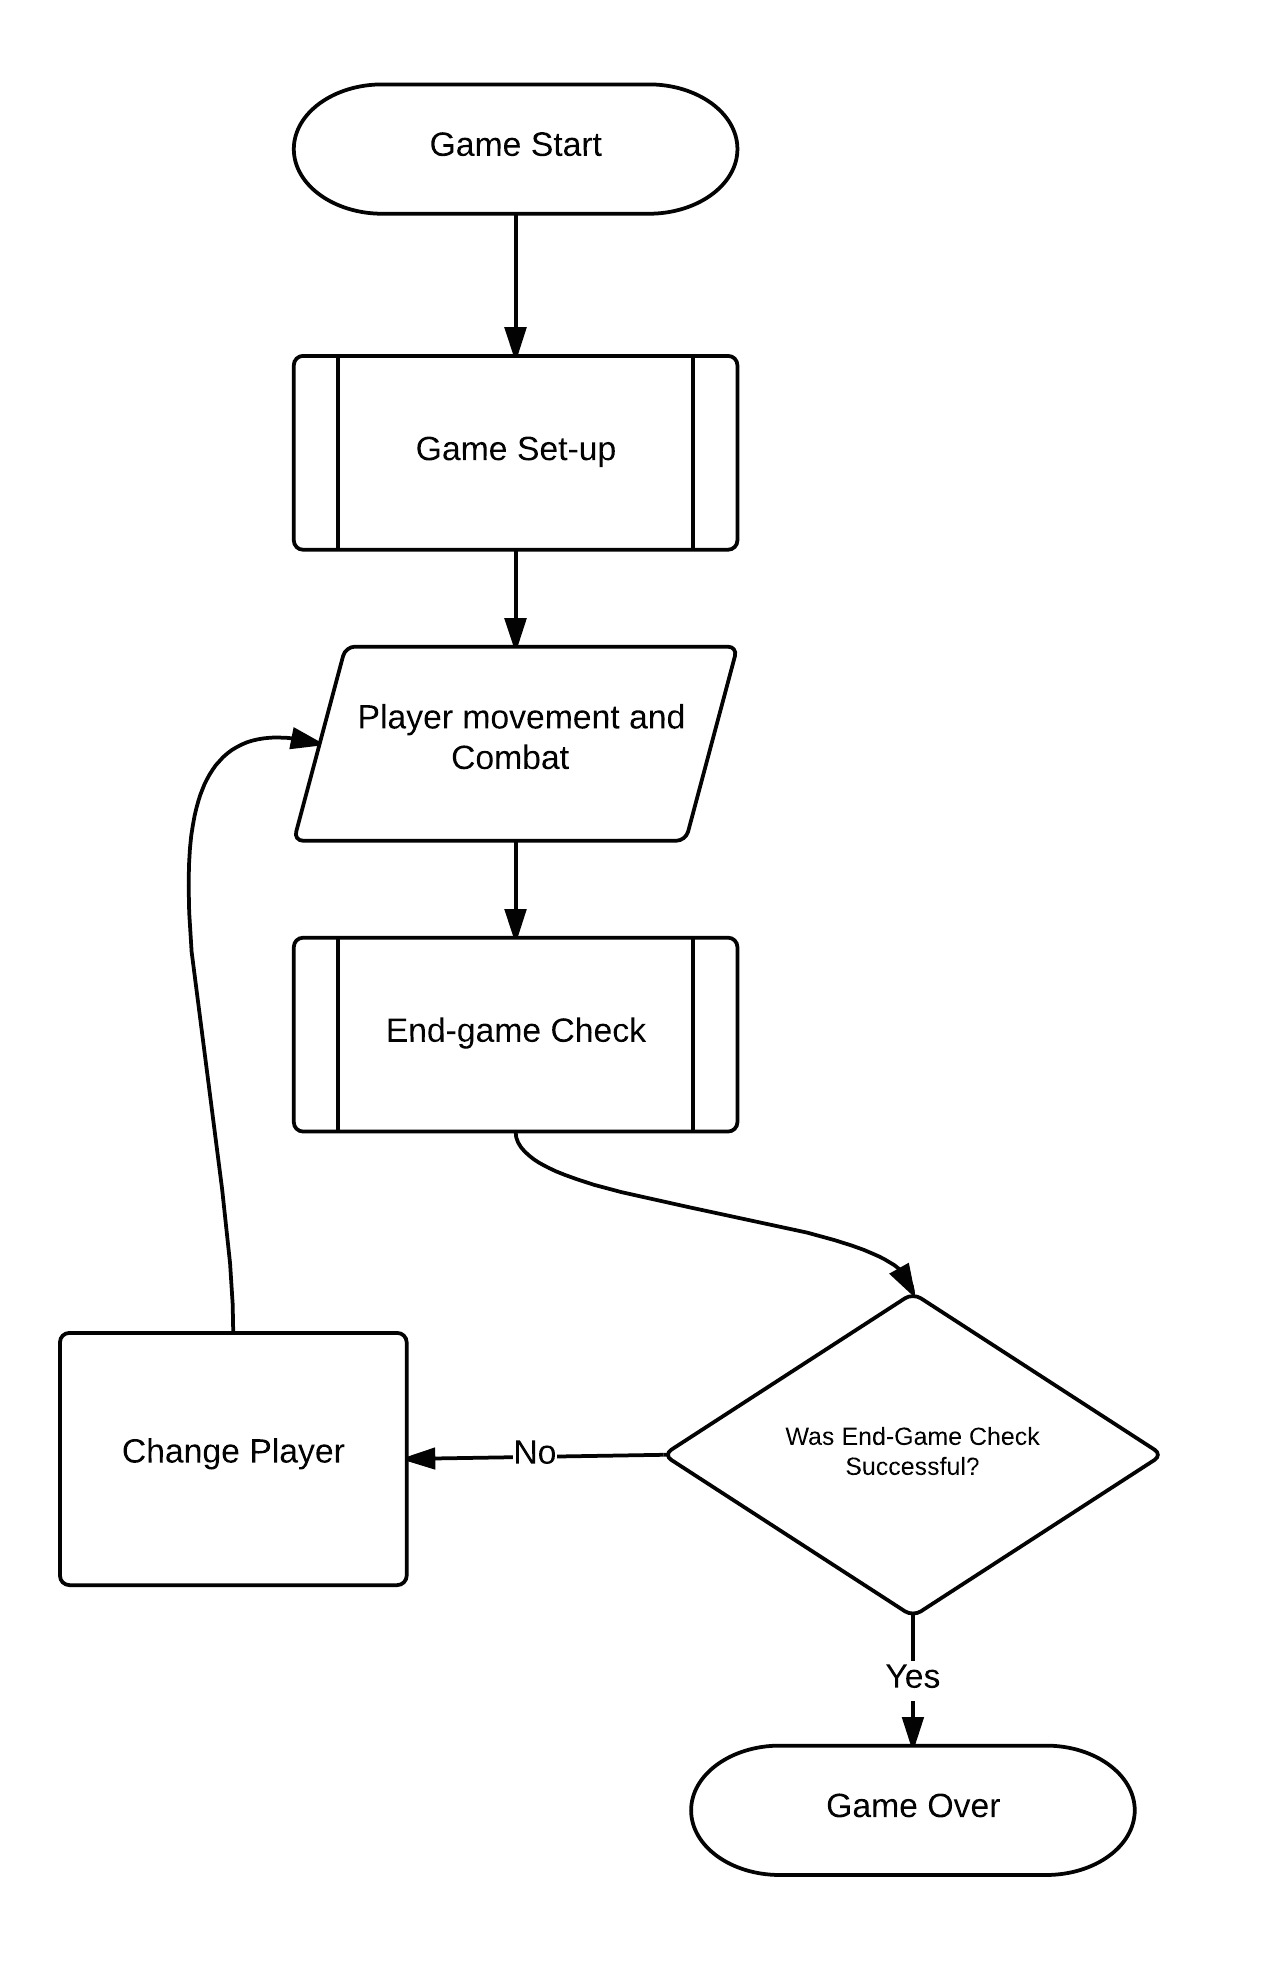 Game Start
Game Set-up
Player movement and
Combat
End-game Check
Was End-Game Check
Successful?
No
Change Player
Yes
Game Over